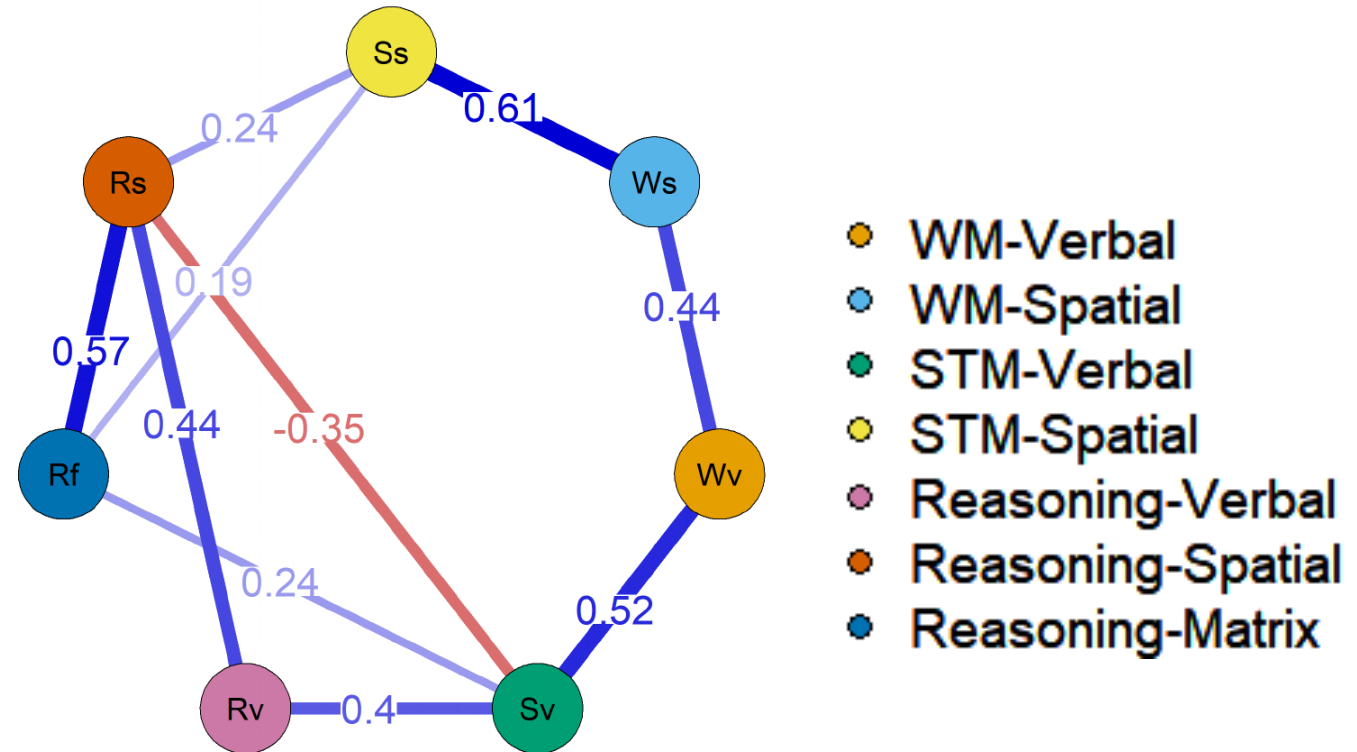 Ss
0.61
0.24
Rs
Ws
0.19
0.44
0.57
0.44
-0.35
Rf
Wv
0.24
0.52
Rv
0.4
Sv
WM-Verbal
WM-Spatial
STM-Verbal
STM-Spatial
Reasoning-Verbal
Reasoning-Spatial
Reasoning-Matrix